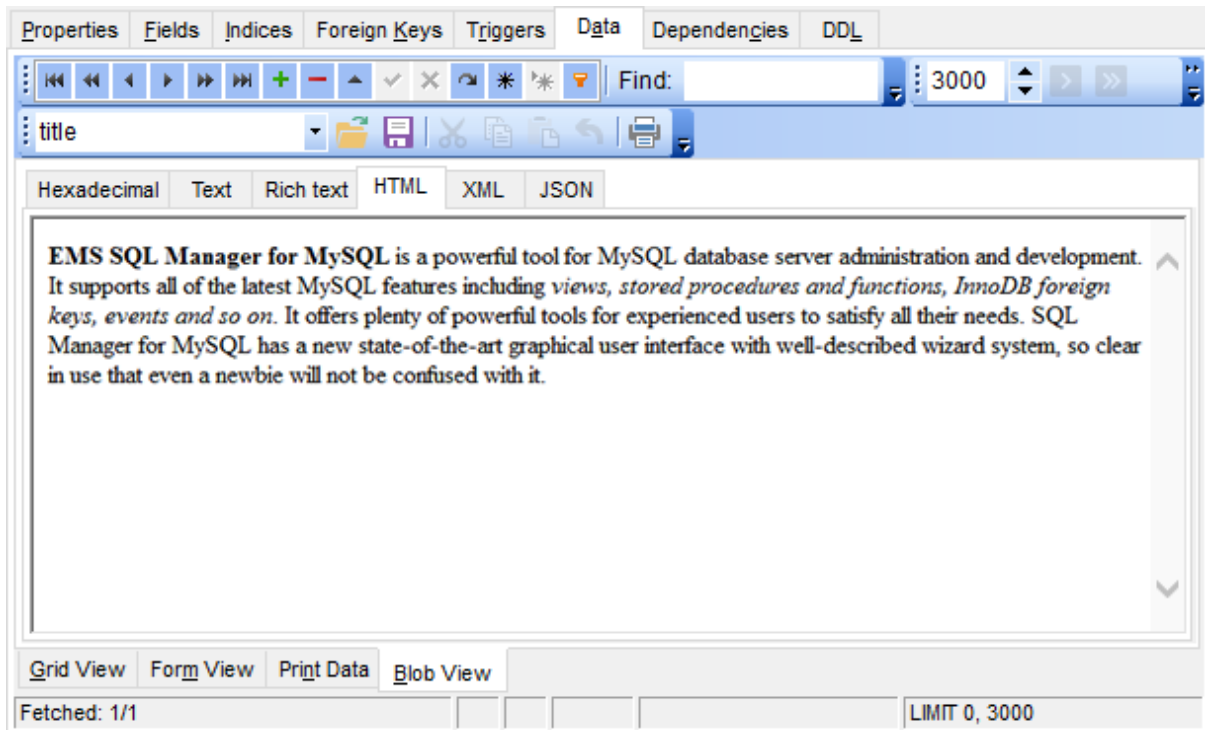 Properties Fields Indices Foreign Keys Triggers Data Dependencies DDL
Find: 3000
title
Hexadecimal Text Rich text HTML XML JSON
EMS SQL Manager for MySQL is a powerful tool for MySQL database server administration and development.
It supports all of the latest MySQL features including views, stored procedures and functions, InnoDB foreign
keys, events and so on. It offers plenty of powerful tools for experienced users to satisfy all their needs. SQL
Manager for MySQL has a new state-of-the-art graphical user interface with well-described wizard system, so clear
in use that even a newbie will not be confused with it.
Grid View Form View Print Data Blob View
Fetched: 1/1 LIMIT 0, 3000